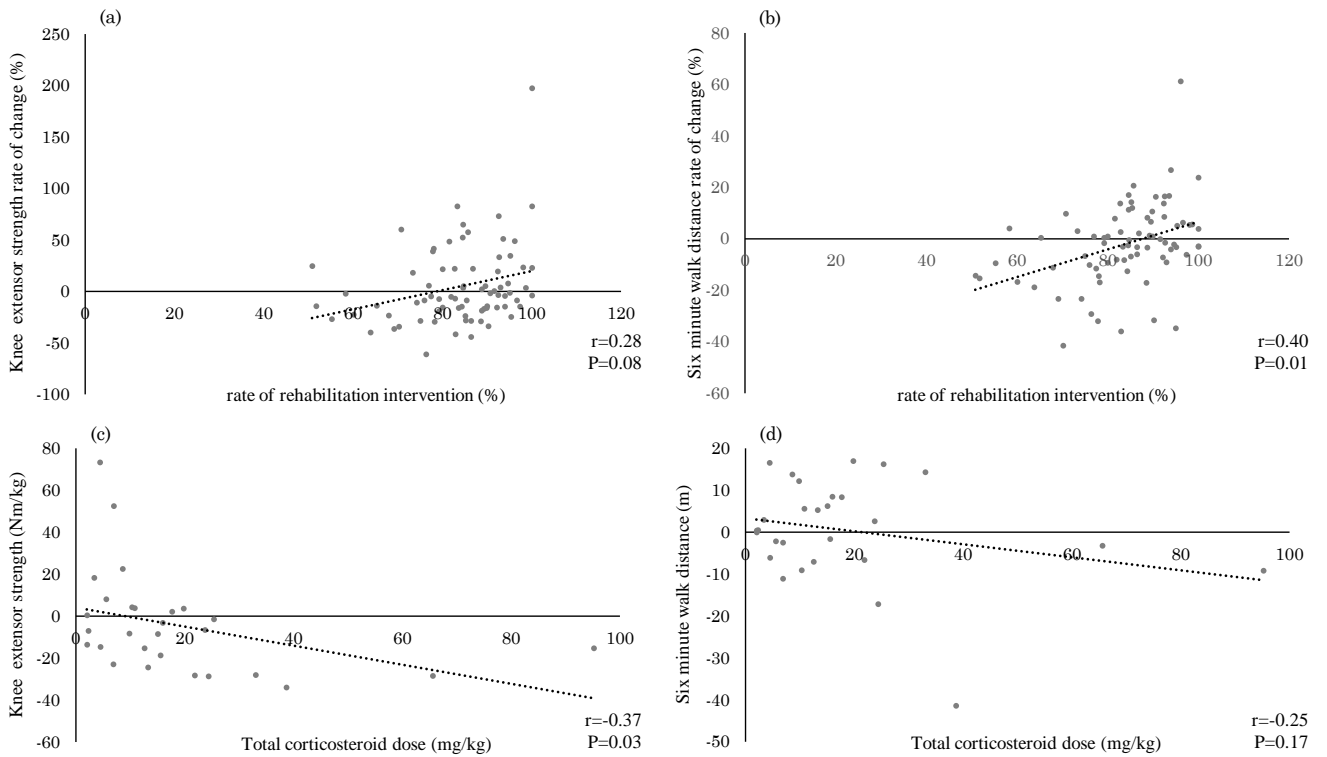 (a)
Knee extensor strength rate of change (%)
250
200
150
100
50
0
-50
-100
0 20 40 60 80 100 120
r=0.28
P=0.08
rate of rehabilitation intervention (%)
(b)
Six minute walk distance rate of change (%)
80
60
40
20
0
-20
-40
-60
0 20 40 60 80 100 120
r=0.40
P=0.01
rate of rehabilitation intervention (%)
(c)
Knee extensor strength (Nm/kg)
80
60
40
20
0
-20
-40
-60
0 20 40 60 80 100
r=-0.37
P=0.03
Total corticosteroid dose (mg/kg)
(d)
Six minute walk distance (m)
20
10
0
-10
-20
-30
-40
-50
0 20 40 60 80 100
r=-0.25
P=0.17
Total corticosteroid dose (mg/kg)